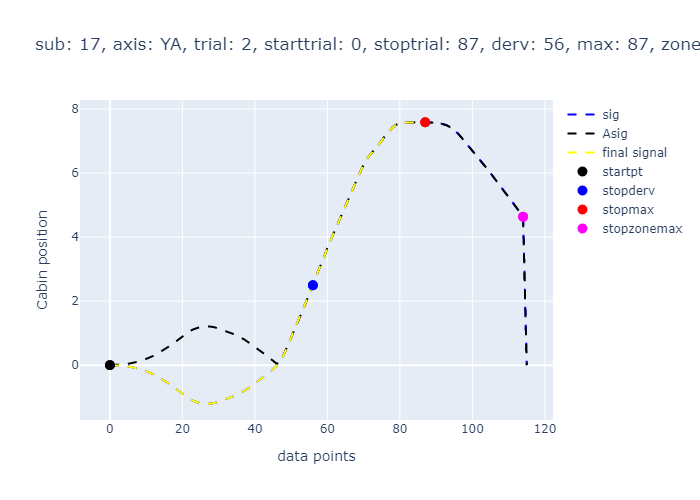 sub: 17, axis: YA, trial: 2, starttrial: 0, stoptrial: 87, derv: 56, max: 87, zone
8
6
4
2
0
Cabin position
0
20
40
60
80
100
120
data points
sig
Asig
final signal
startpt
stopderv
stopmax
stopzonemax